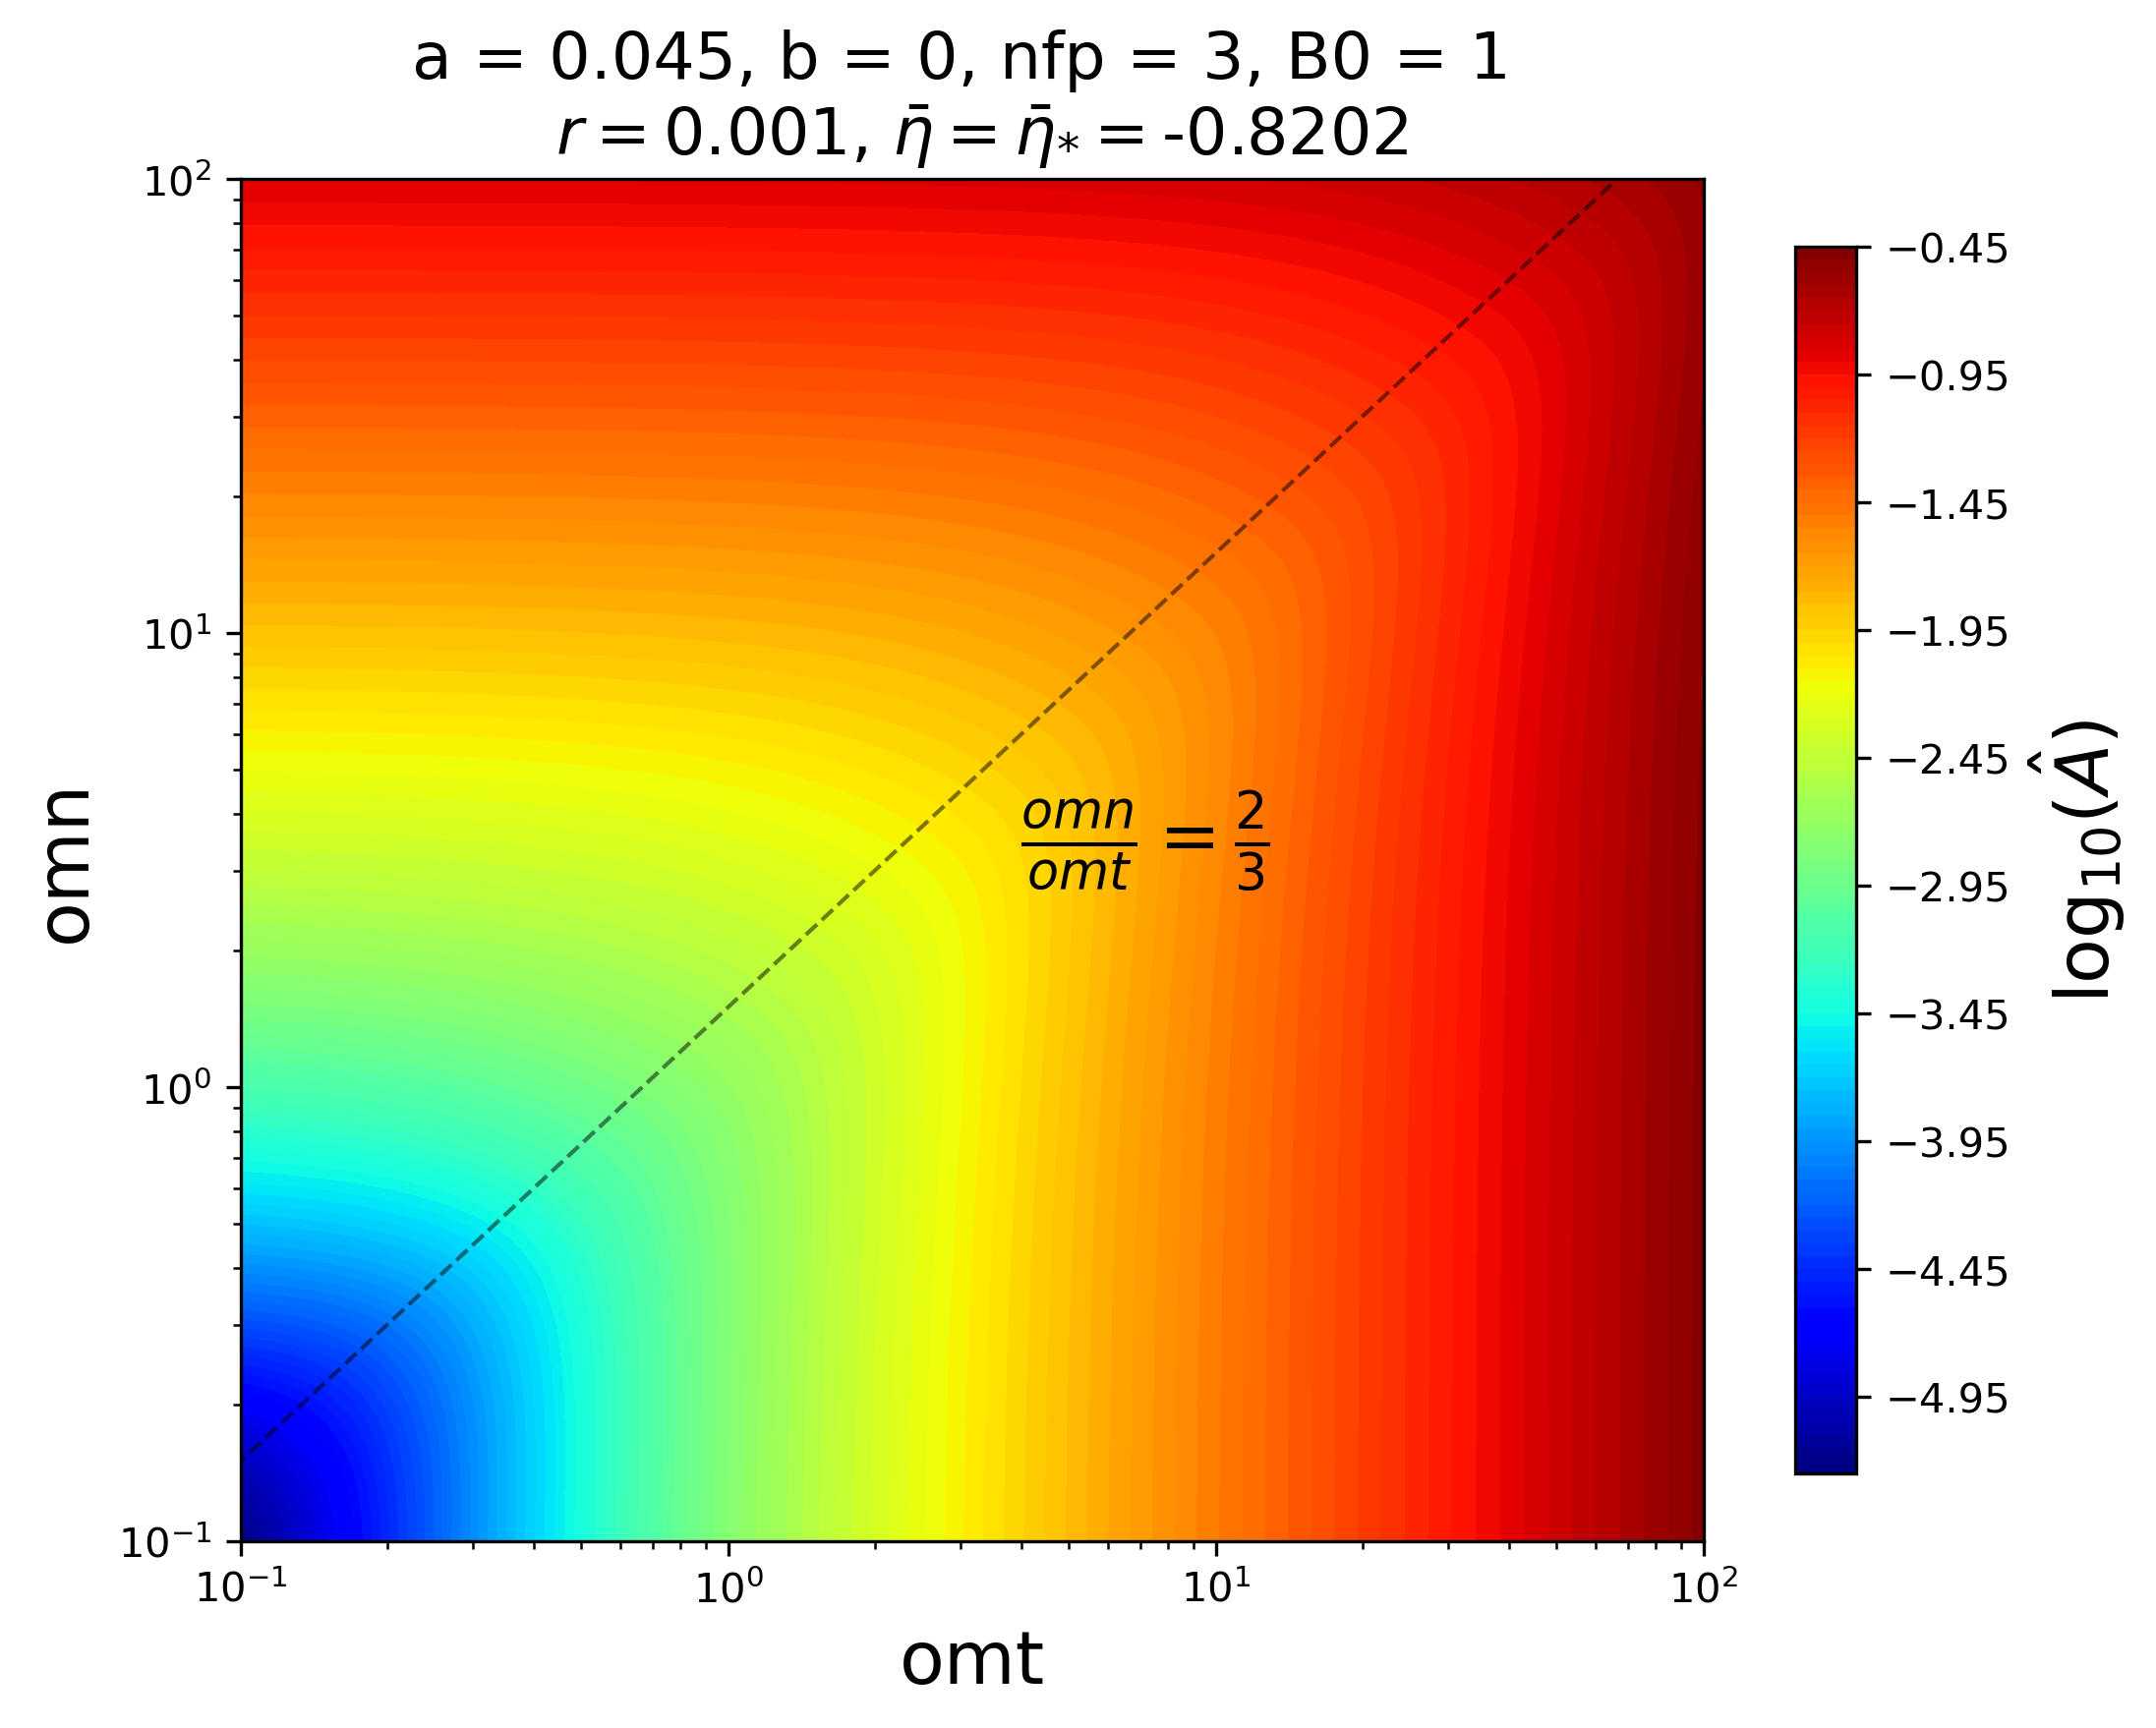 a = 0.045, b = 0, nfp = 3, B0 = 1
r = 0.001, η̄ = η̄* = -0.8202
10²
10¹
10⁰
10⁻¹
omn
omn/omt ≡ 2/3
10⁻¹ 10⁰ 10¹ 10²
omt
−0.45
−0.95
−1.45
−1.95
−2.45
−2.95
−3.45
−3.95
−4.45
−4.95
log₁₀(Â)